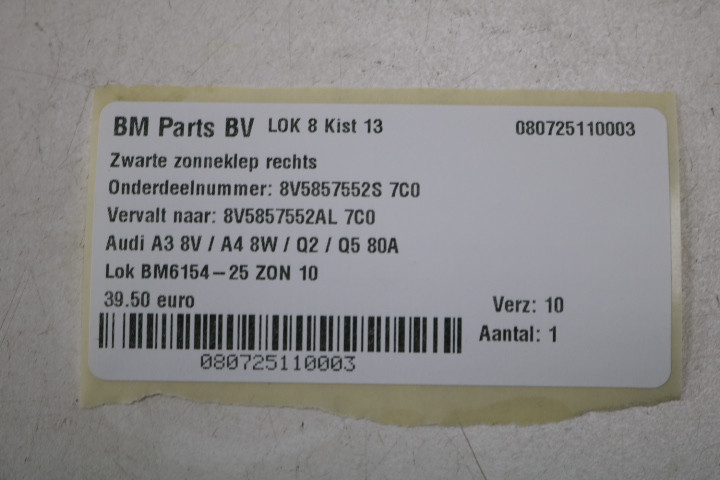 BM Parts BV LOK 8 Kist 13 080725110003
Zwarte zonneklep rechts
Onderdeelnummer: 8V5857552S 7C0
Vervalt naar: 8V5857552AL 7C0
Audi A3 8V / A4 8W / Q2 / Q5 80A
Lok BM6154-25 ZON 10
39.50 euro Verz: 10
Aantal: 1
080725110003